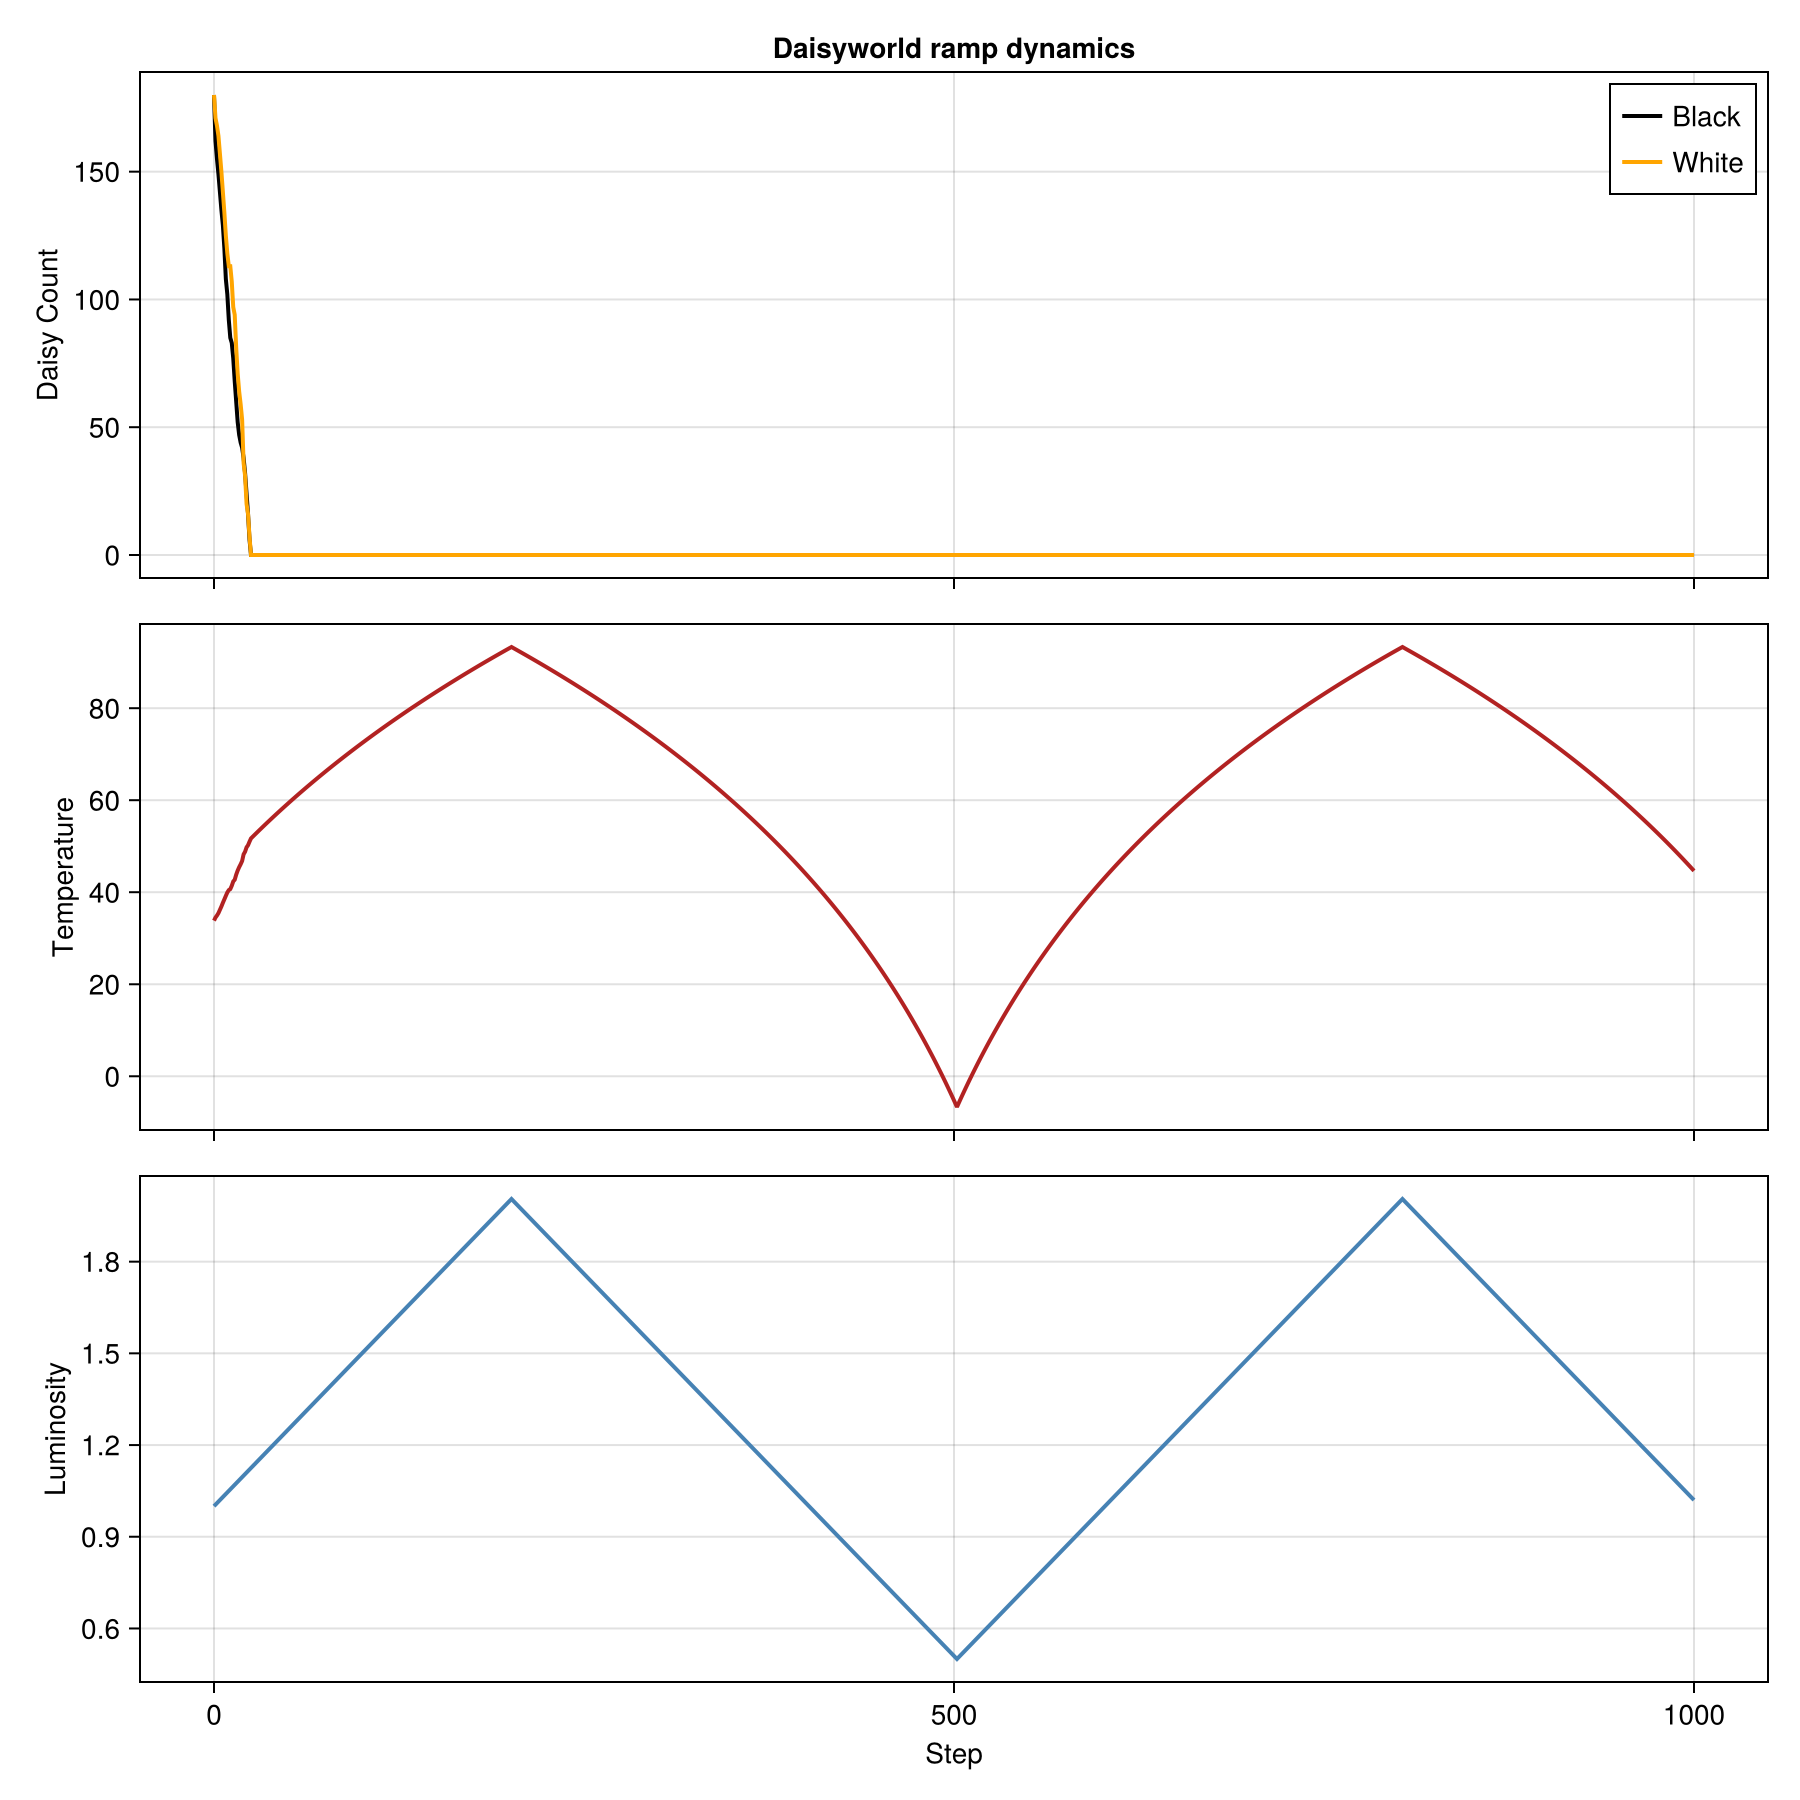 Daisyworld ramp dynamics
Black
White
Daisy Count
150
100
50
0
Temperature
80
60
40
20
0
Luminosity
1.8
1.5
1.2
0.9
0.6
0
500
1000
Step